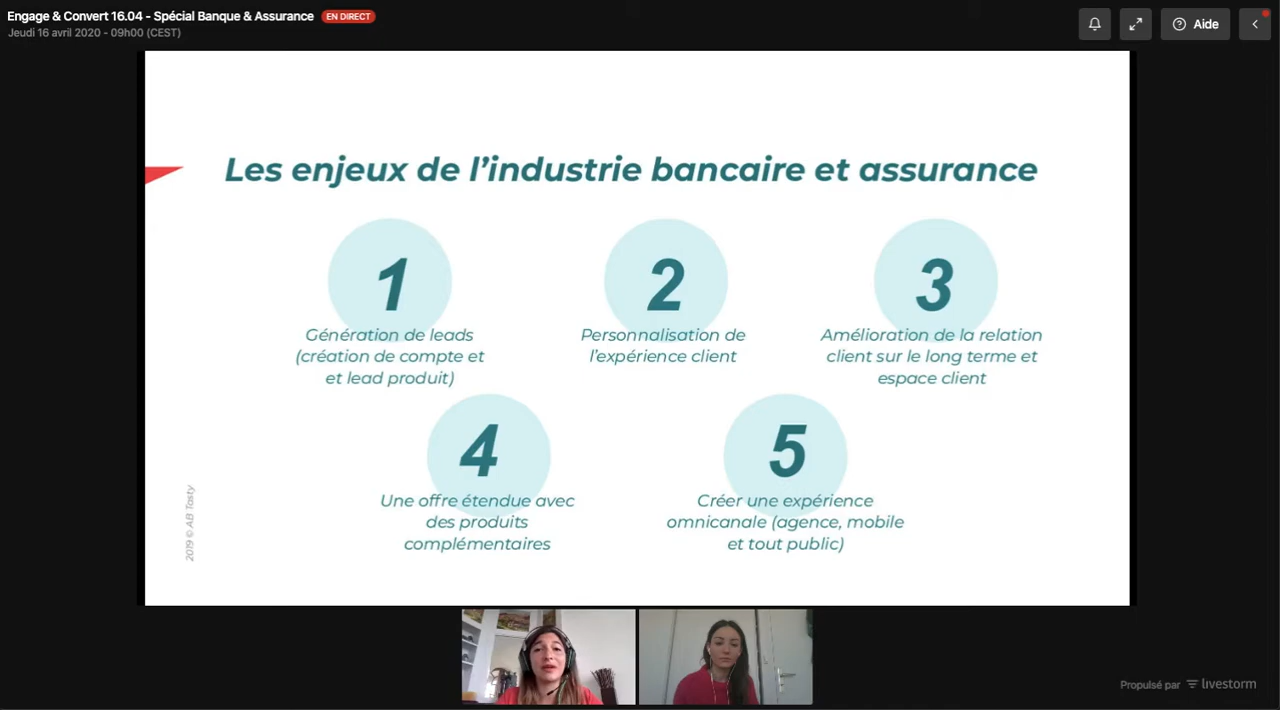 Engage & Convert 16.04 - Spécial Banque & Assurance EN DIRECT
Jeudi 16 avril 2020 - 09h00 (CEST)
Aide
Les enjeux de l'industrie bancaire et assurance
1
Génération de leads
(création de compte et
et lead produit)
2
Personnalisation de
l'expérience client
3
Amélioration de la relation
client sur le long terme et
espace client
4
Une offre étendue avec
des produits
complémentaires
5
Créer une expérience
omnicanale (agence, mobile
et tout public)
2019 © AB Tasty
Propulsé par livestorm